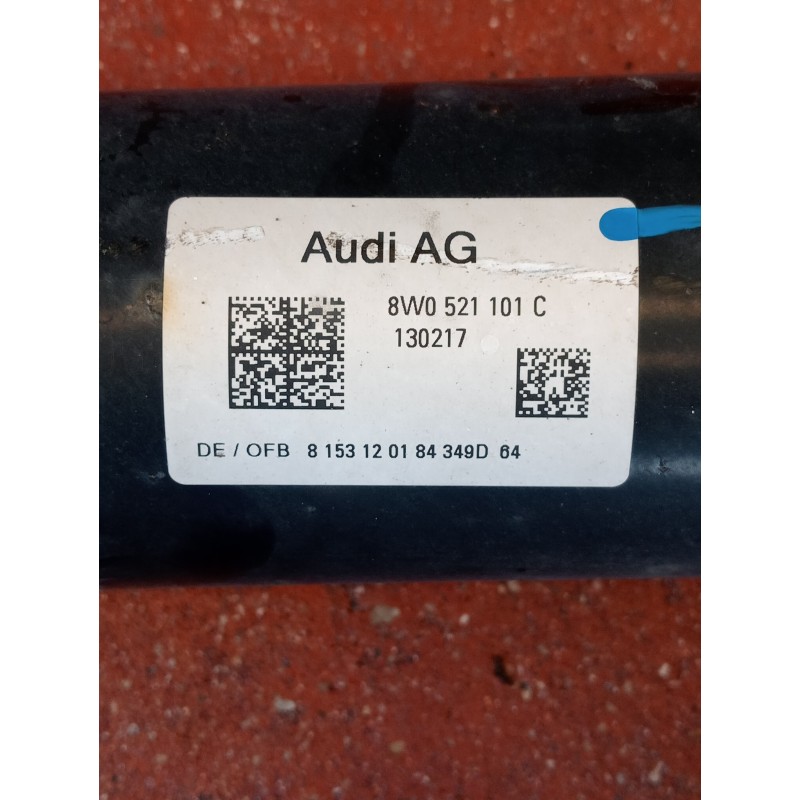 Audi AG
8W0 521 101 C
130217
DE / OFB 8 153 12 01 84 349D 64